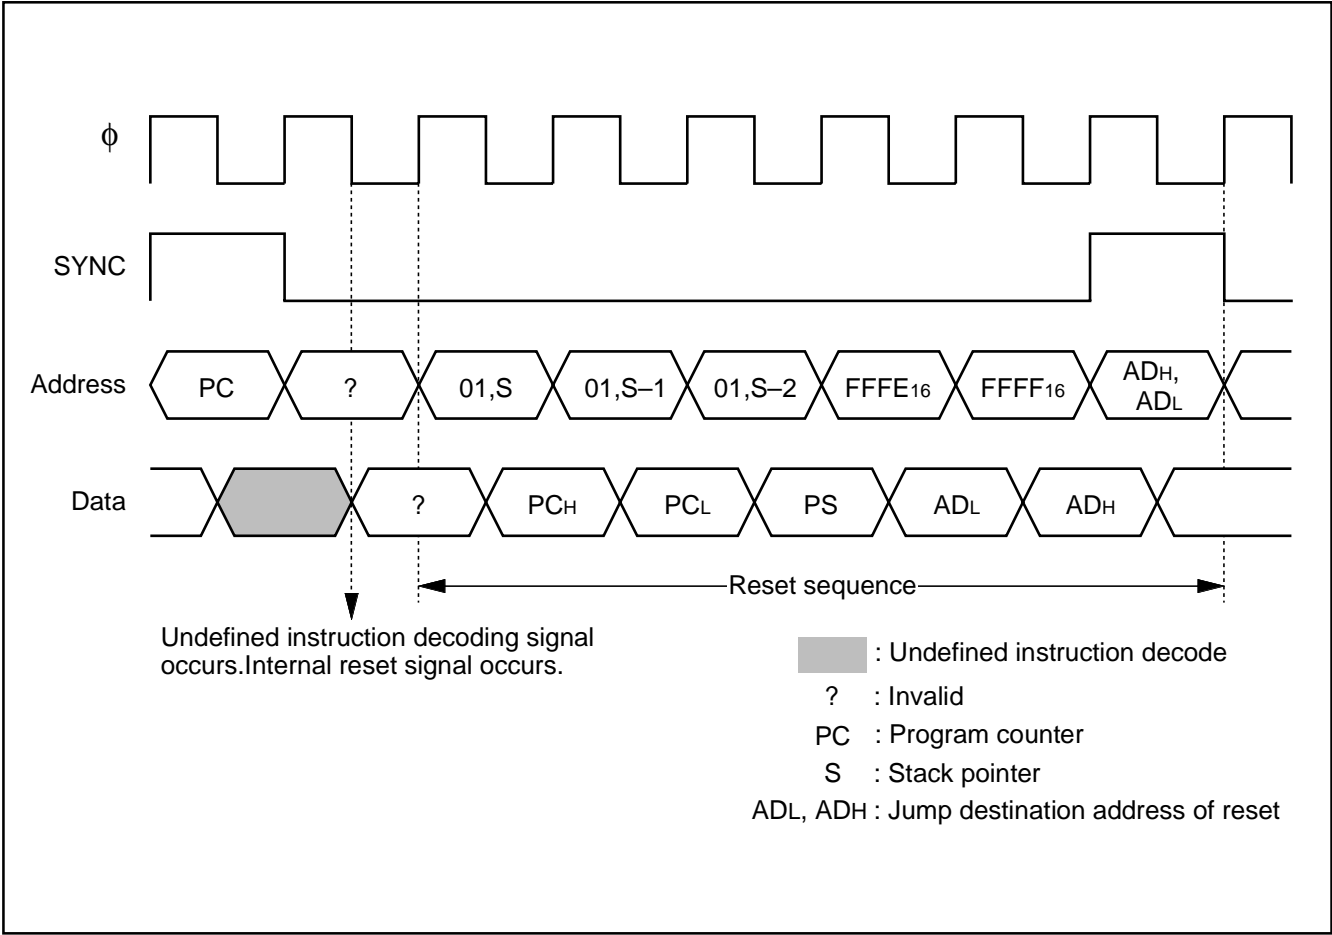 ϕ
SYNC
Address PC ? 01,S 01,S–1 01,S–2 FFFE16 FFFF16 ADH,
ADL
Data ? PCH PCL PS ADL ADH
Reset sequence
Undefined instruction decoding signal
occurs.Internal reset signal occurs.
: Undefined instruction decode
? : Invalid
PC : Program counter
S : Stack pointer
ADL, ADH : Jump destination address of reset